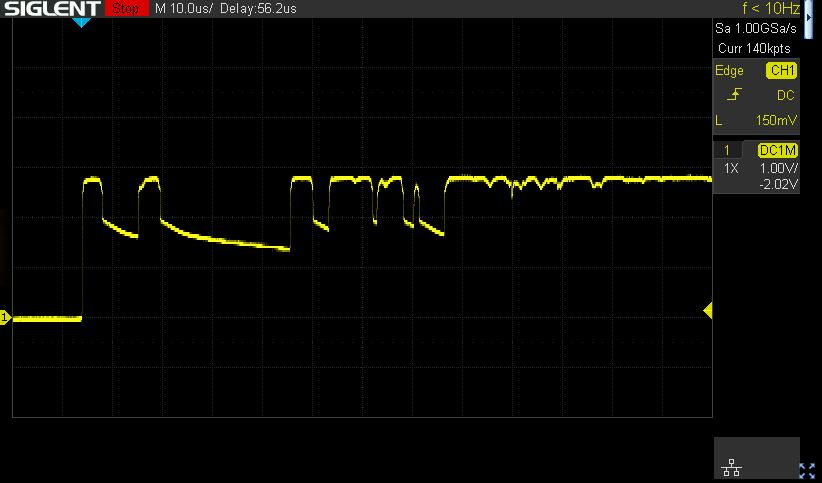 SIGLENT Stop M 10.0us/ Delay:56.2us f < 10Hz
Sa 1.00GSa/s
Curr 140kpts
Edge CH1
DC
L 150mV
1 DC1M
1X 1.00V/
-2.02V
1